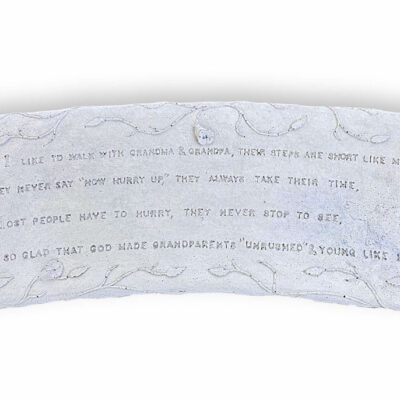 I LIKE TO WALK WITH GRANDMA & GRANDPA, THEIR STEPS ARE SHORT LIKE M
EY NEVER SAY "NOW HURRY UP," THEY ALWAYS TAKE THEIR TIME,
OST PEOPLE HAVE TO HURRY, THEY NEVER STOP TO SEE,
SO GLAD THAT GOD MADE GRANDPARENTS "UNRUSHED" & YOUNG LIKE